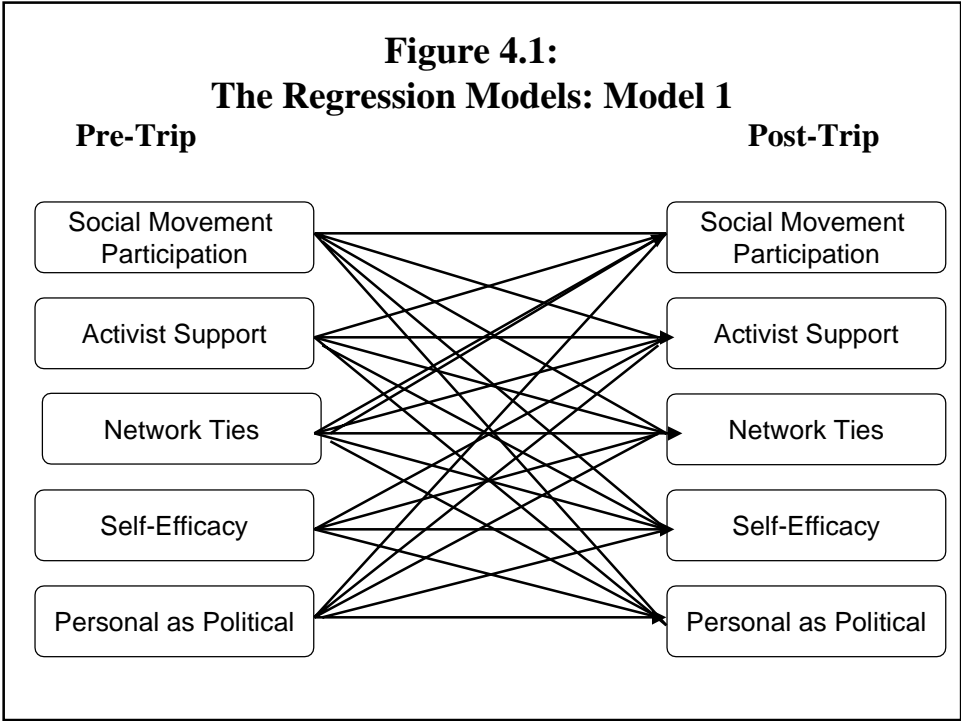 Figure 4.1:
The Regression Models: Model 1
Pre-Trip
Post-Trip
Social Movement
Participation
Social Movement
Participation
Activist Support
Activist Support
Network Ties
Network Ties
Self-Efficacy
Self-Efficacy
Personal as Political
Personal as Political